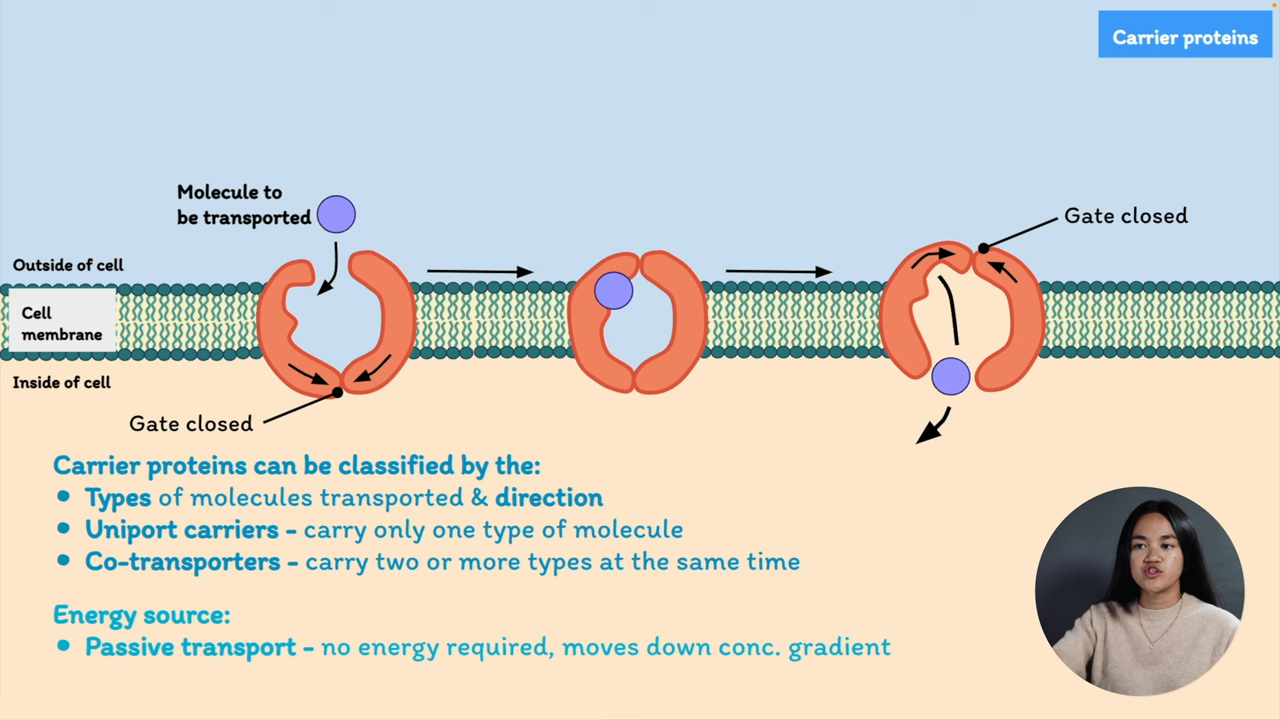 Carrier proteins
Molecule to
be transported
Gate closed
Outside of cell
Cell
membrane
Inside of cell
Gate closed
Carrier proteins can be classified by the:
• Types of molecules transported & direction
• Uniport carriers - carry only one type of molecule
• Co-transporters - carry two or more types at the same time
Energy source:
• Passive transport - no energy required, moves down conc. gradient